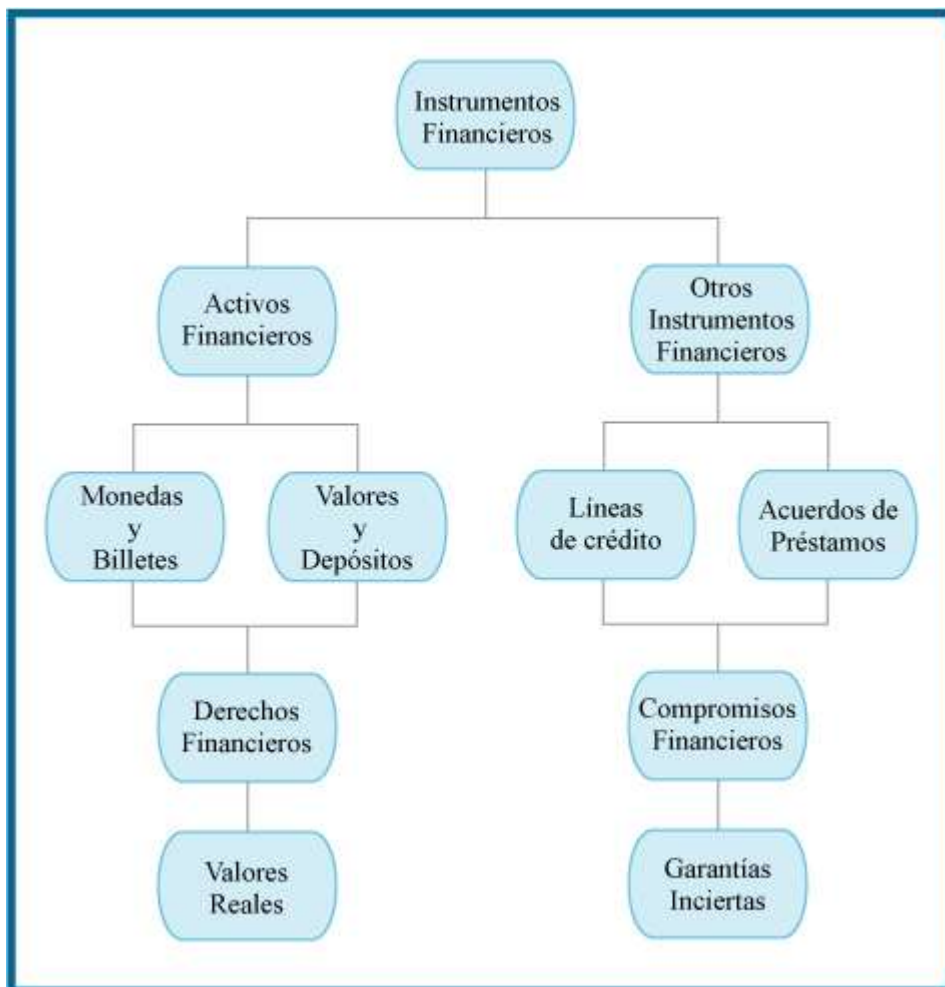 Instrumentos
Financieros
Activos
Financieros
Otros
Instrumentos
Financieros
Monedas
y
Billetes
Valores
y
Depósitos
Líneas
de crédito
Acuerdos de
Préstamos
Derechos
Financieros
Compromisos
Financieros
Valores
Reales
Garantías
Inciertas